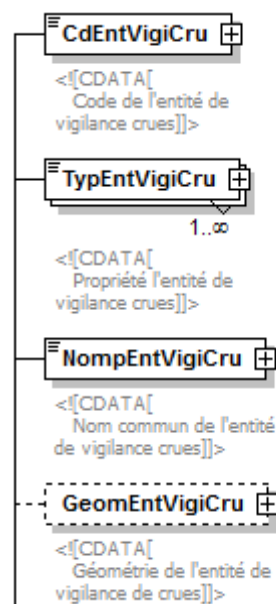 CdEntVigiCru
<![CDATA[
Code de l'entité de
vigilance crues]]>
TypEntVigiCru
1..∞
<![CDATA[
Propriété l'entité de
vigilance crues]]>
NompEntVigiCru
<![CDATA[
Nom commun de l'entité
de vigilance crues]]>
GeomEntVigiCru
<![CDATA[
Géométrie de l'entité de
vigilance de crues]]>